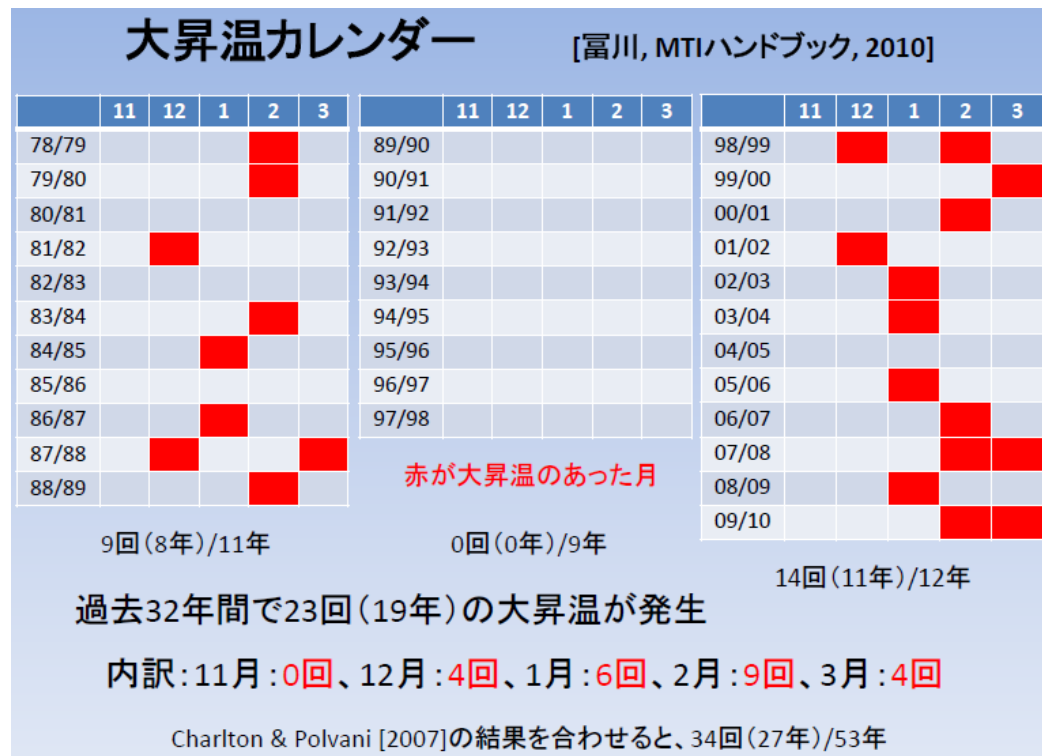 大昇温カレンダー [冨川, MTIハンドブック, 2010]
11 12 1 2 3
78/79
79/80
80/81
81/82
82/83
83/84
84/85
85/86
86/87
87/88
88/89
9回(8年)/11年
11 12 1 2 3
89/90
90/91
91/92
92/93
93/94
94/95
95/96
96/97
97/98
赤が大昇温のあった月
0回(0年)/9年
11 12 1 2 3
98/99
99/00
00/01
01/02
02/03
03/04
04/05
05/06
06/07
07/08
08/09
09/10
14回(11年)/12年
過去32年間で23回(19年)の大昇温が発生
内訳:11月:0回、12月:4回、1月:6回、2月:9回、3月:4回
Charlton & Polvani [2007]の結果を合わせると、34回(27年)/53年